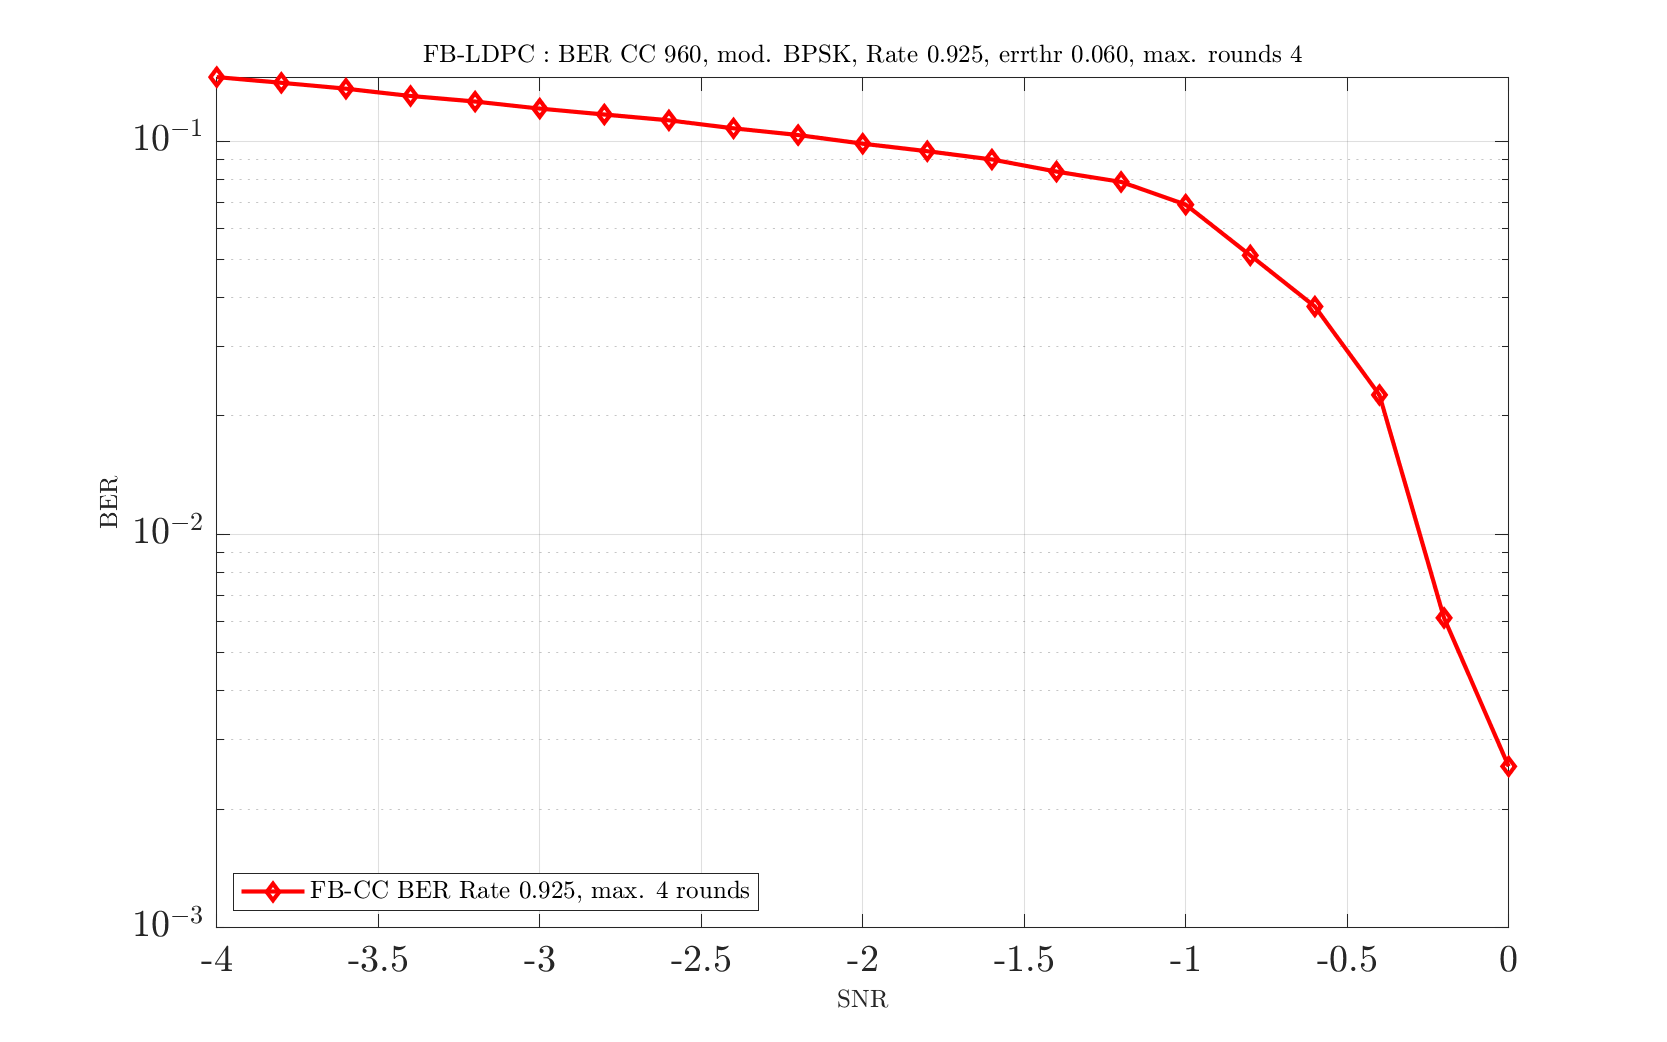 FB-LDPC : BER CC 960, mod. BPSK, Rate 0.925, errthr 0.060, max. rounds 4
10⁻¹
10⁻²
10⁻³
BER
FB-CC BER Rate 0.925, max. 4 rounds
-4 -3.5 -3 -2.5 -2 -1.5 -1 -0.5 0
SNR